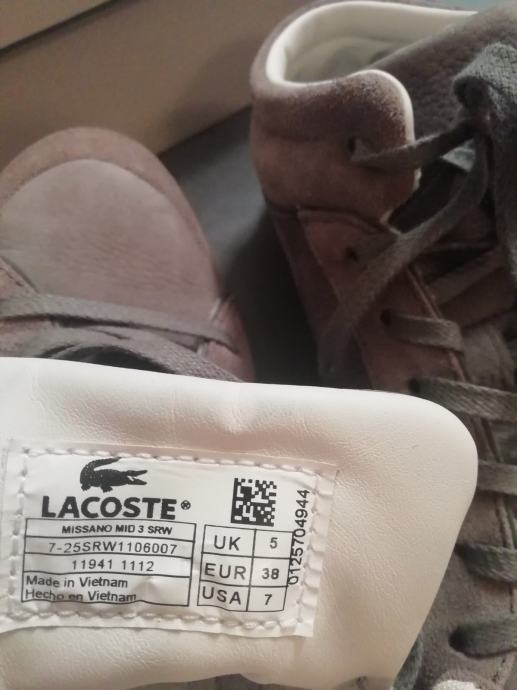 LACOSTE®
MISSANO MID 3 SRW
7-25SRW1106007
11941 1112
Made in Vietnam
Hecho en Vietnam
UK 5
EUR 38
USA 7
0125704944